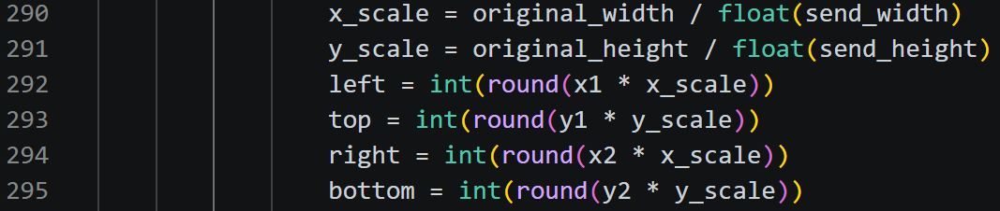 290 x_scale = original_width / float(send_width)
291 y_scale = original_height / float(send_height)
292 left = int(round(x1 * x_scale))
293 top = int(round(y1 * y_scale))
294 right = int(round(x2 * x_scale))
295 bottom = int(round(y2 * y_scale))